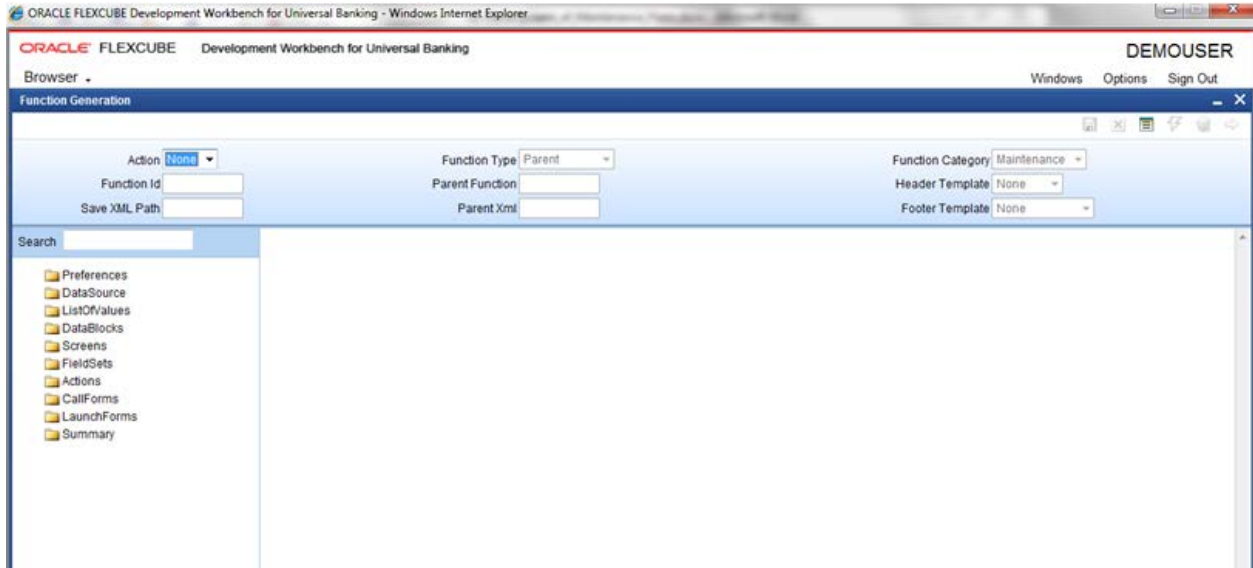 ORACLE FLEXCUBE Development Workbench for Universal Banking - Windows Internet Explorer
ORACLE FLEXCUBE Development Workbench for Universal Banking DEMOUSER
Browser Windows Options Sign Out
Function Generation
Action None Function Type Parent Function Category Maintenance
Function Id Parent Function Header Template None
Save XML Path Parent Xml Footer Template None
Search
Preferences
DataSource
ListOfValues
DataBlocks
Screens
FieldSets
Actions
CallForms
LaunchForms
Summary